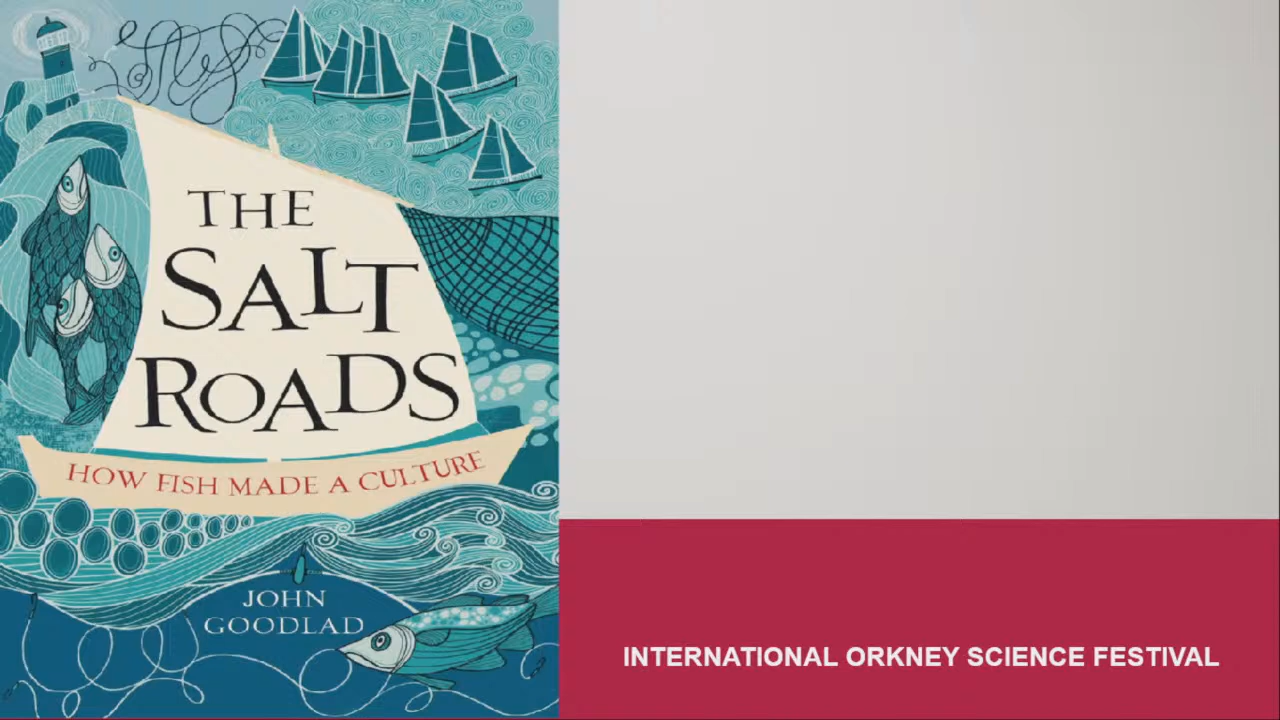 THE
SALT
ROADS
HOW FISH MADE A CULTURE
JOHN
GOODLAD
INTERNATIONAL ORKNEY SCIENCE FESTIVAL